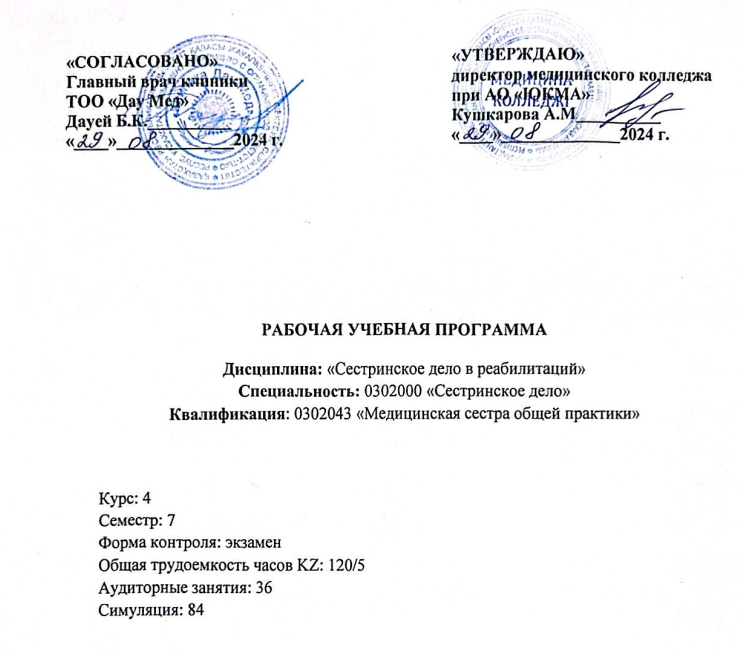 «СОГЛАСОВАНО»
Главный врач клиники
ТОО «Дау Мед»
Дауей Б.К.
«29» 08 2024 г.
«УТВЕРЖДАЮ»
директор медицинского колледжа
при АО «ЮКМА»
Кушкарова А.М
«29» 08 2024 г.
МЕДИЦИНА
КОЛЛЕДЖІ
РАБОЧАЯ УЧЕБНАЯ ПРОГРАММА
Дисциплина: «Сестринское дело в реабилитаций»
Специальность: 0302000 «Сестринское дело»
Квалификация: 0302043 «Медицинская сестра общей практики»
Курс: 4
Семестр: 7
Форма контроля: экзамен
Общая трудоемкость часов KZ: 120/5
Аудиторные занятия: 36
Симуляция: 84